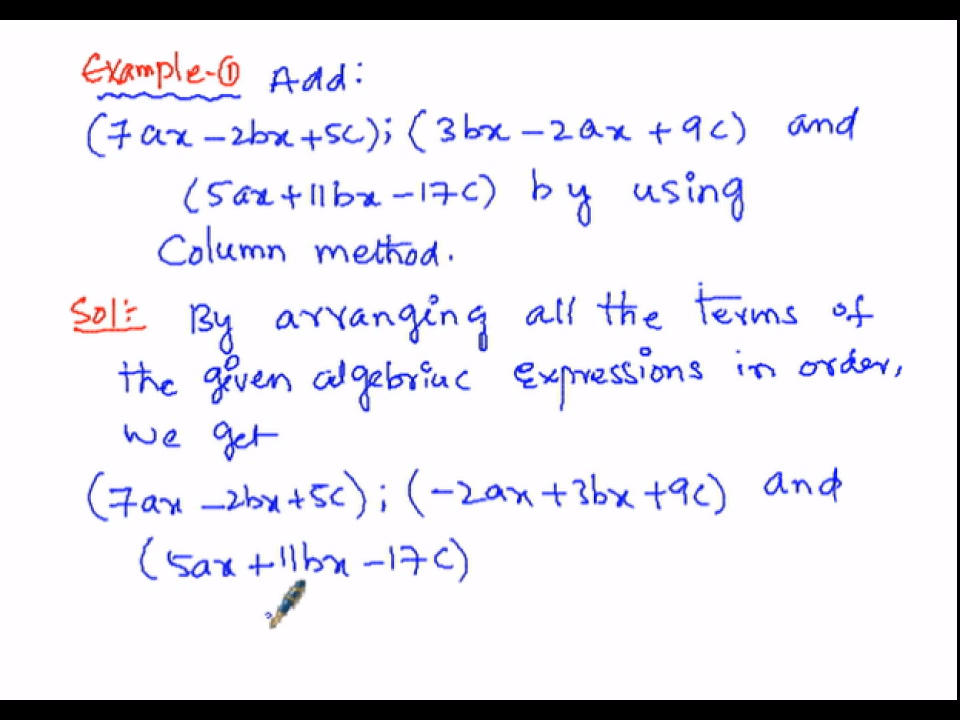 Example-① Add:
(7ax-2bx+5c); (3bx-2ax+9c) and
(5ax+11bx-17c) by using
Column method.
Sol: By arranging all the terms of
the given algebriuc expressions in order,
we get
(7ax-2bx+5c); (-2ax+3bx+9c) and
(5ax+11bx-17c)